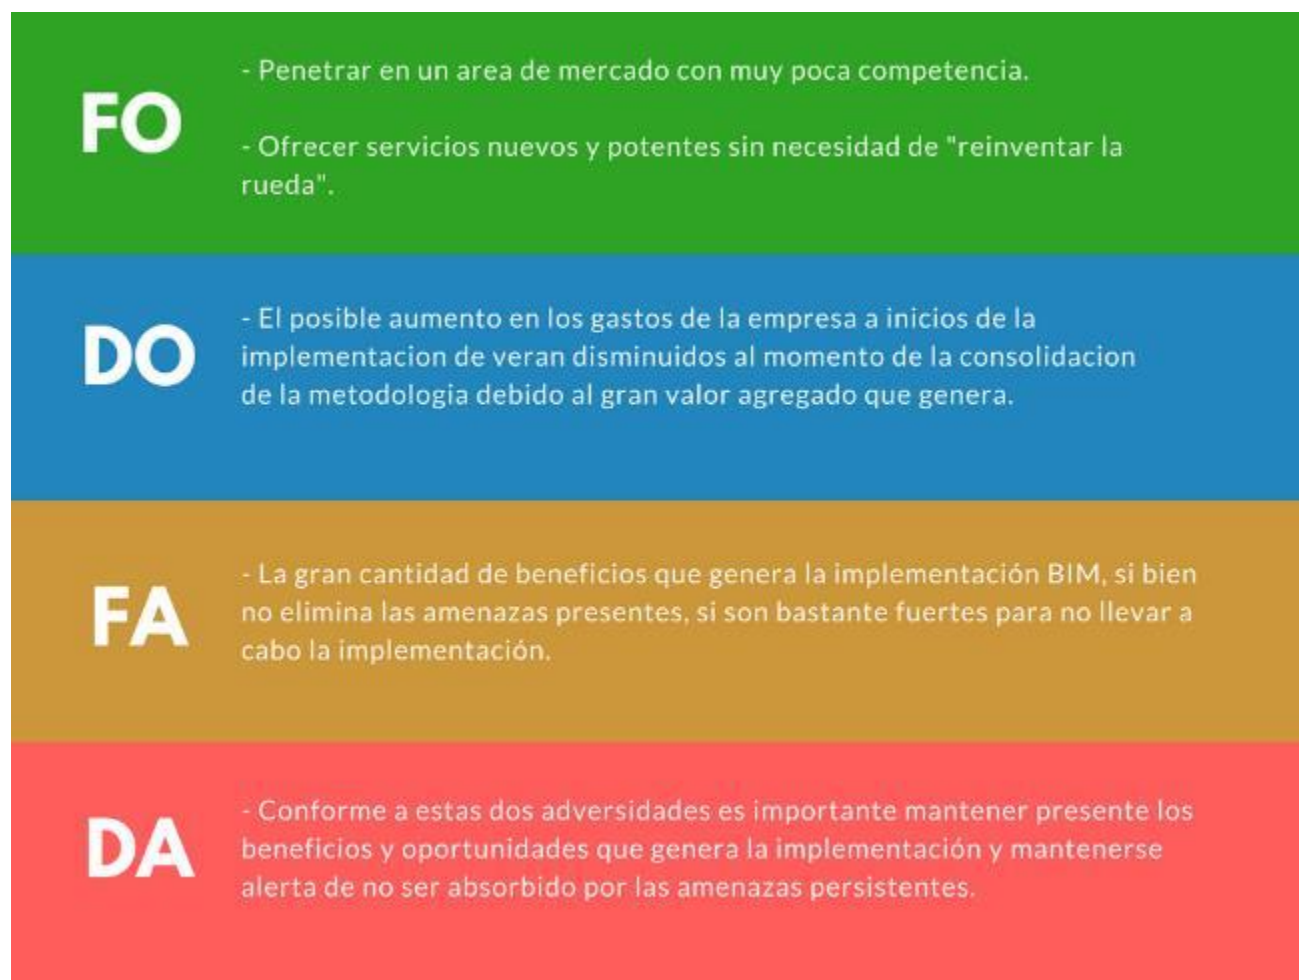 FO
- Penetrar en un area de mercado con muy poca competencia.
- Ofrecer servicios nuevos y potentes sin necesidad de "reinventar la
rueda".
DO
- El posible aumento en los gastos de la empresa a inicios de la
implementacion de veran disminuidos al momento de la consolidacion
de la metodologia debido al gran valor agregado que genera.
FA
- La gran cantidad de beneficios que genera la implementación BIM, si bien
no elimina las amenazas presentes, si son bastante fuertes para no llevar a
cabo la implementación.
DA
- Conforme a estas dos adversidades es importante mantener presente los
beneficios y oportunidades que genera la implementación y mantenerse
alerta de no ser absorbido por las amenazas persistentes.